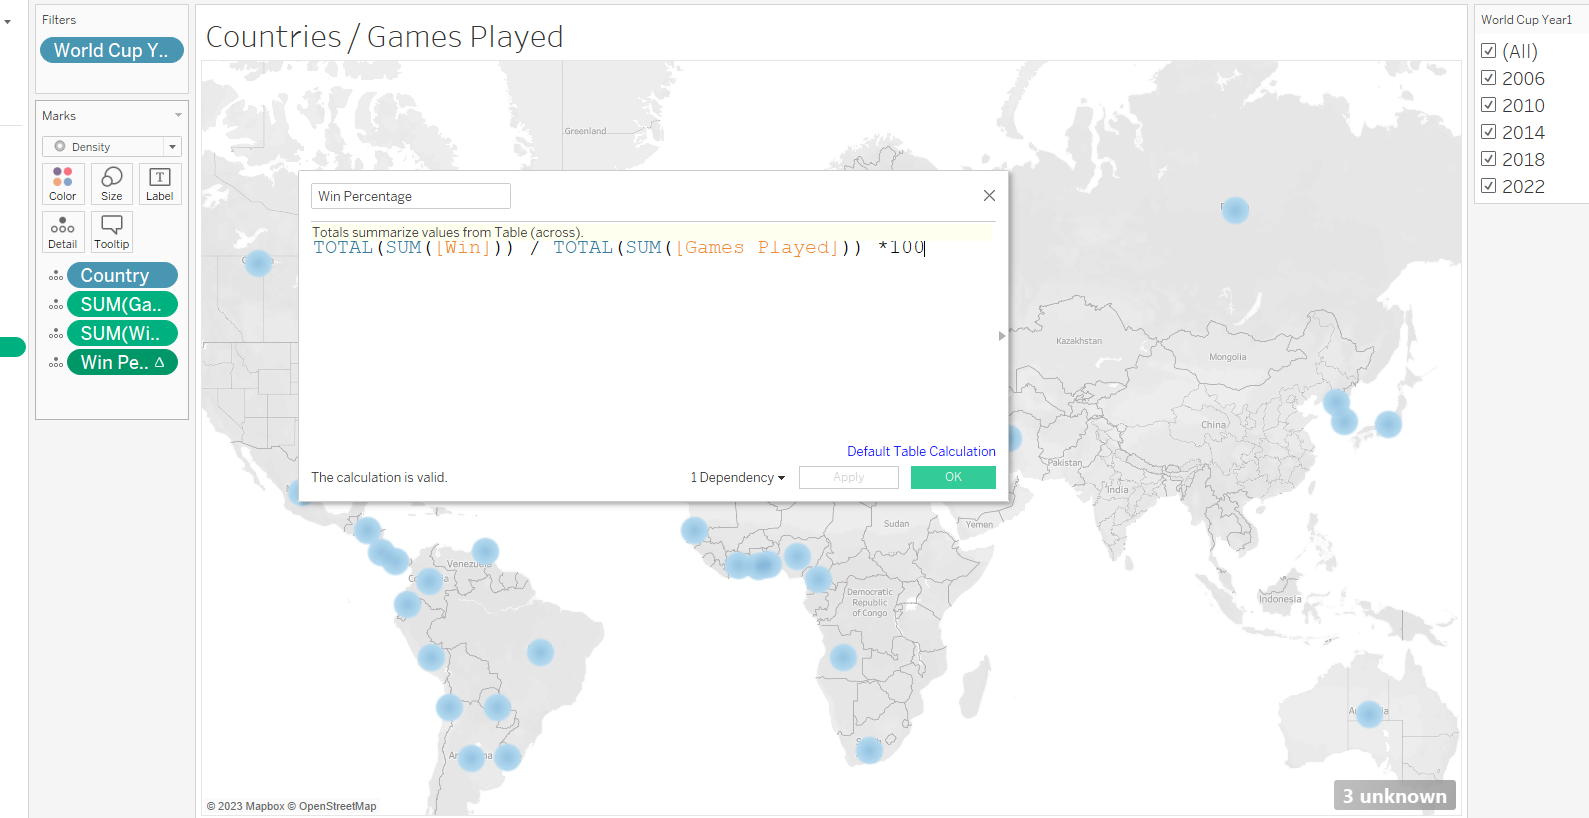 Filters
World Cup Y..
Marks
Density
Color
Size
Label
Detail
Tooltip
Country
SUM(Ga..
SUM(Wi..
Win Pe.. Δ
Countries / Games Played
Greenland
Win Percentage
Totals summarize values from Table (across).
TOTAL(SUM([Win])) / TOTAL(SUM([Games Played])) *100
Default Table Calculation
The calculation is valid.
1 Dependency
Apply
OK
Kazakhstan
Mongolia
China
Pakistan
India
Sudan
Yemen
Venezuela
Democratic
Republic
of Congo
Indonesia
© 2023 Mapbox © OpenStreetMap
3 unknown
World Cup Year1
(All)
2006
2010
2014
2018
2022